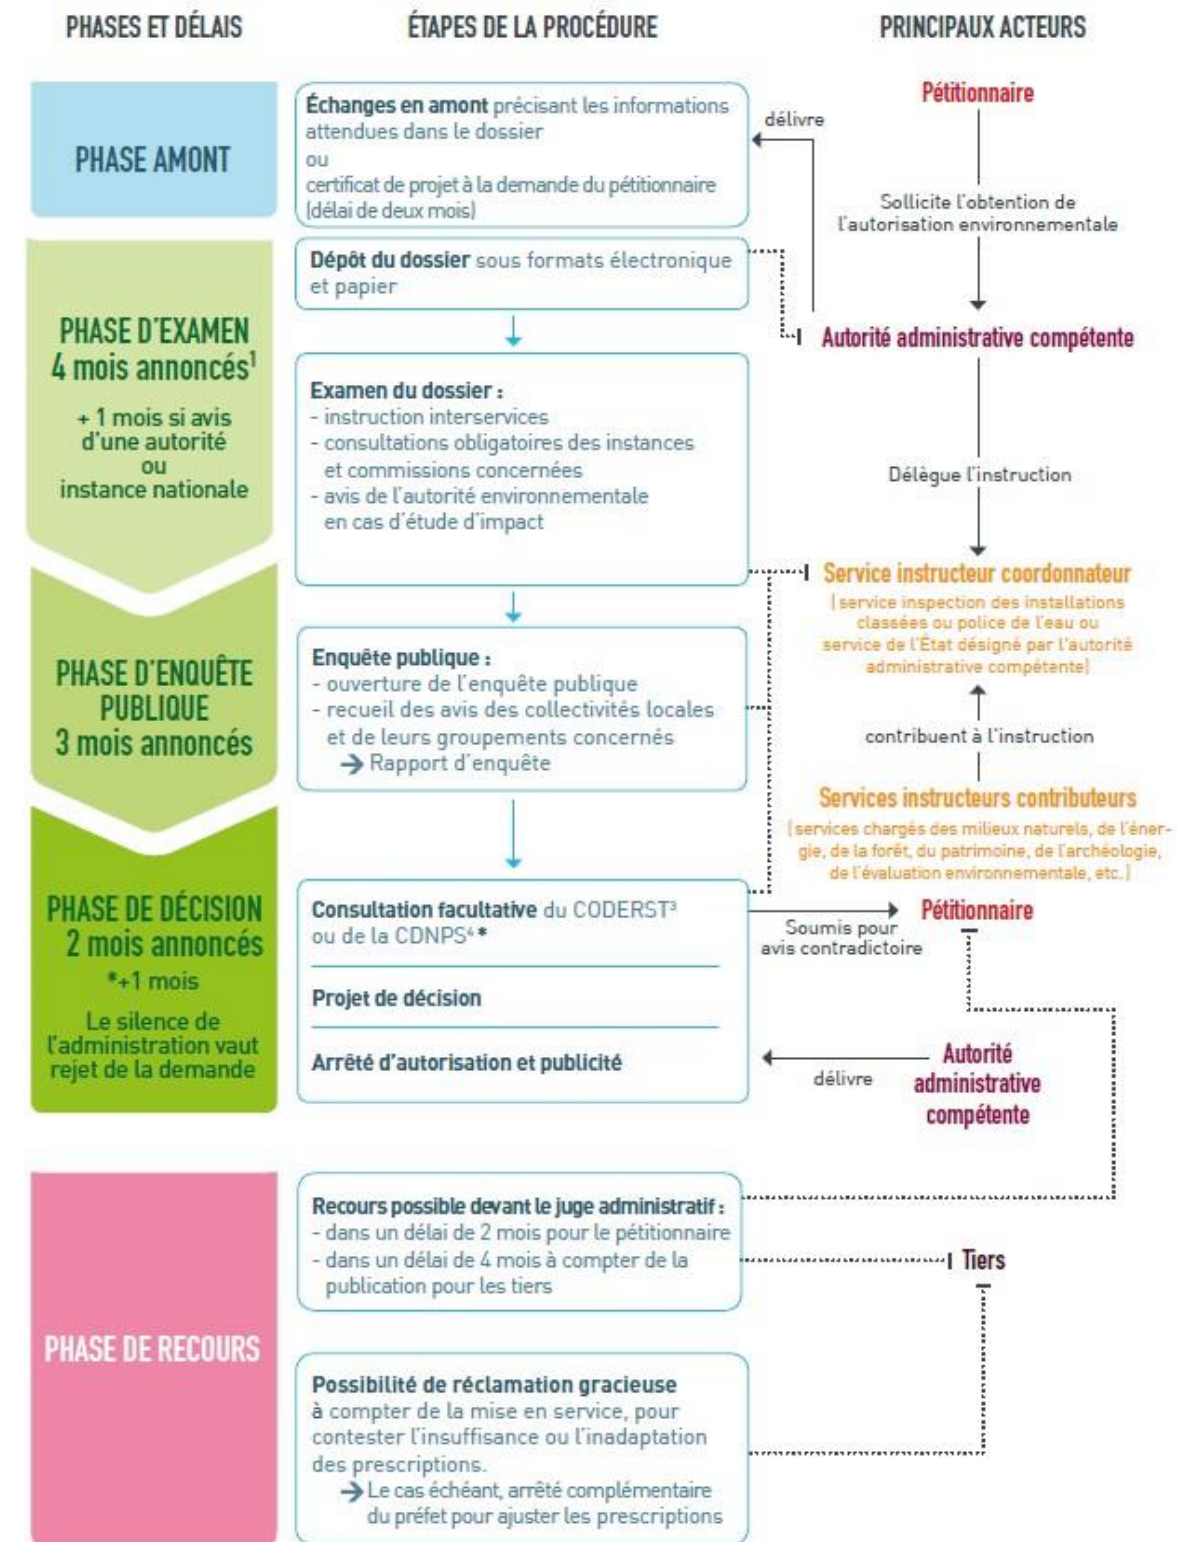 PHASES ET DÉLAIS
ÉTAPES DE LA PROCÉDURE
PRINCIPAUX ACTEURS
PHASE AMONT
Échanges en amont précisant les informations
attendues dans le dossier
ou
certificat de projet à la demande du pétitionnaire
(délai de deux mois)
délivre
Pétitionnaire
Sollicite l'obtention de
l'autorisation environnementale
PHASE D'EXAMEN
4 mois annoncés¹
+ 1 mois si avis
d'une autorité
ou
instance nationale
Dépôt du dossier sous formats électronique
et papier
Autorité administrative compétente
Examen du dossier :
- instruction interservices
- consultations obligatoires des instances
et commissions concernées
- avis de l'autorité environnementale
en cas d'étude d'impact
Délègue l'instruction
Service instructeur coordonnateur
(service inspection des installations
classées ou police de l'eau ou
service de l'État désigné par l'autorité
administrative compétente)
PHASE D'ENQUÊTE
PUBLIQUE
3 mois annoncés
Enquête publique :
- ouverture de l'enquête publique
- recueil des avis des collectivités locales
et de leurs groupements concernés
→ Rapport d'enquête
contribuent à l'instruction
Services instructeurs contributeurs
(services chargés des milieux naturels, de l'éner-
gie, de la forêt, du patrimoine, de l'archéologie,
de l'évaluation environnementale, etc.)
PHASE DE DÉCISION
2 mois annoncés
*+1 mois
Le silence de
l'administration vaut
rejet de la demande
Consultation facultative du CODERST³
ou de la CDNPS⁴*
Projet de décision
Arrêté d'autorisation et publicité
Soumis pour
avis contradictoire
Pétitionnaire
délivre
Autorité
administrative
compétente
PHASE DE RECOURS
Recours possible devant le juge administratif :
- dans un délai de 2 mois pour le pétitionnaire
- dans un délai de 4 mois à compter de la
publication pour les tiers
Tiers
Possibilité de réclamation gracieuse
à compter de la mise en service, pour
contester l'insuffisance ou l'inadaptation
des prescriptions.
→ Le cas échéant, arrêté complémentaire
du préfet pour ajuster les prescriptions